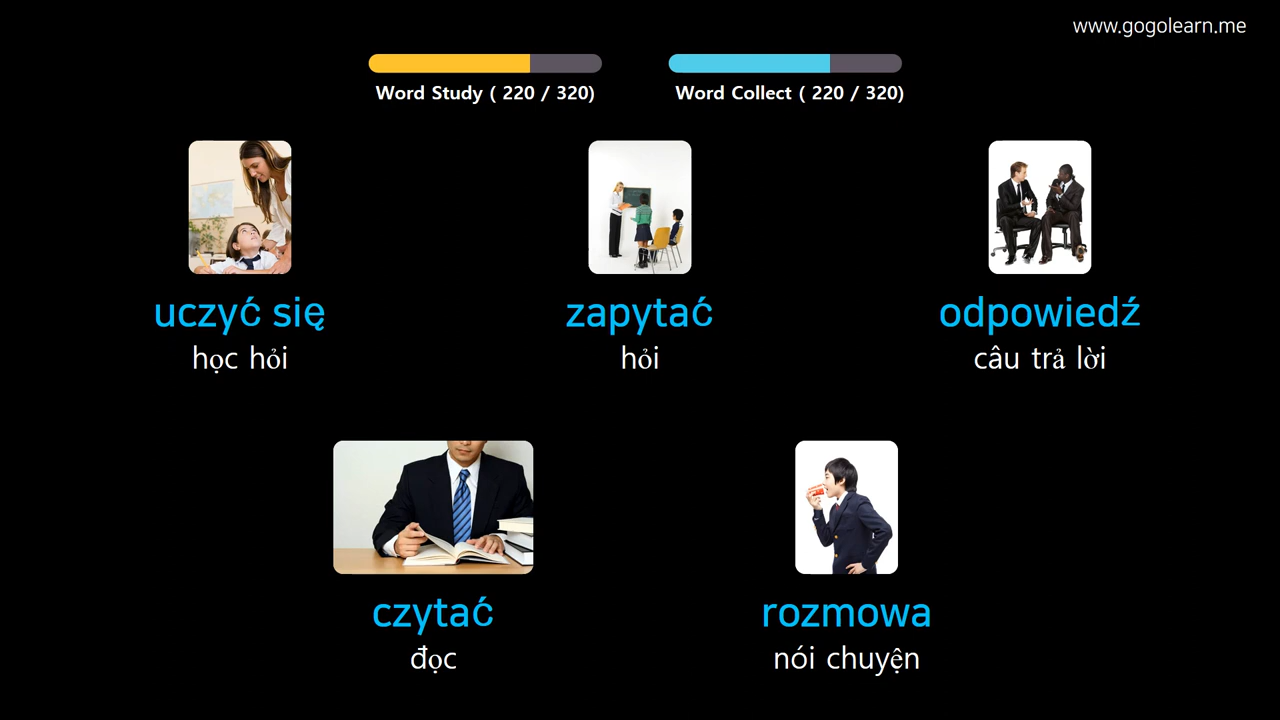 www.gogolearn.me
Word Study ( 220 / 320)
Word Collect ( 220 / 320)
uczyć się
học hỏi
zapytać
hỏi
odpowiedź
câu trả lời
czytać
đọc
rozmowa
nói chuyện